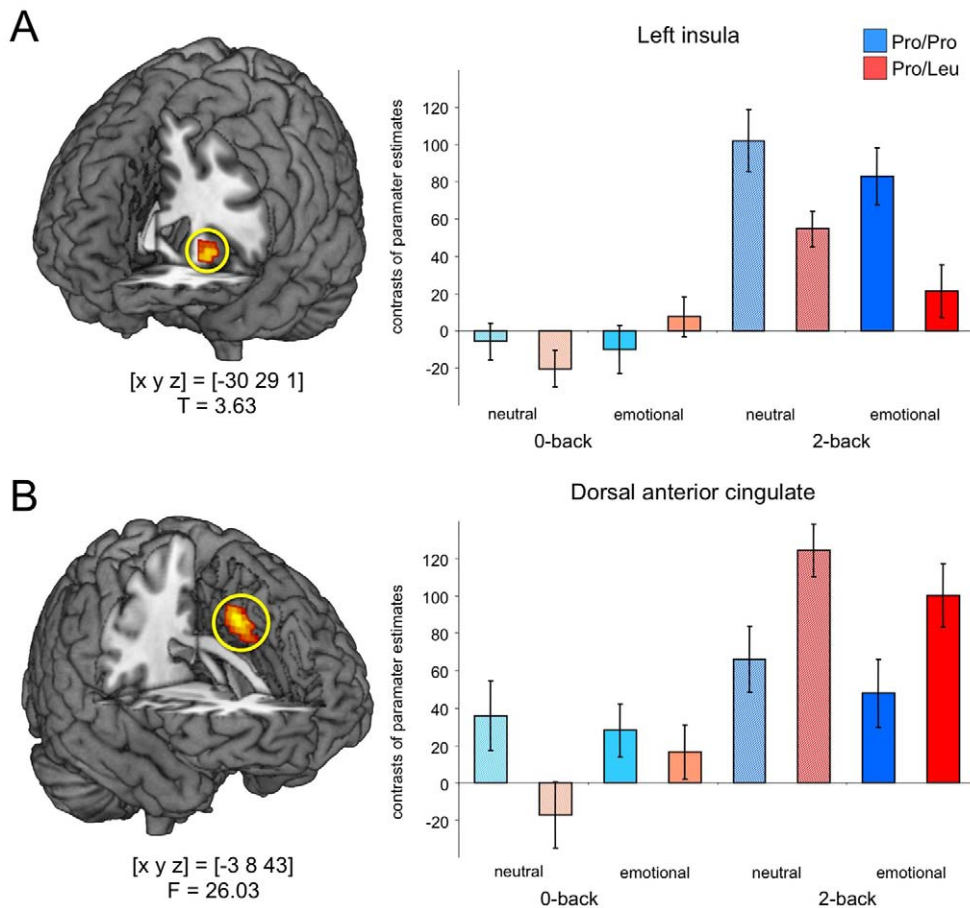 A
Left insula
Pro/Pro
Pro/Leu
contrasts of paramater estimates
120
100
80
60
40
20
0
-20
neutral emotional neutral emotional
0-back 2-back
[x y z] = [-30 29 1]
T = 3.63
B
Dorsal anterior cingulate
contrasts of paramater estimates
120
100
80
60
40
20
0
-20
neutral emotional neutral emotional
0-back 2-back
[x y z] = [-3 8 43]
F = 26.03